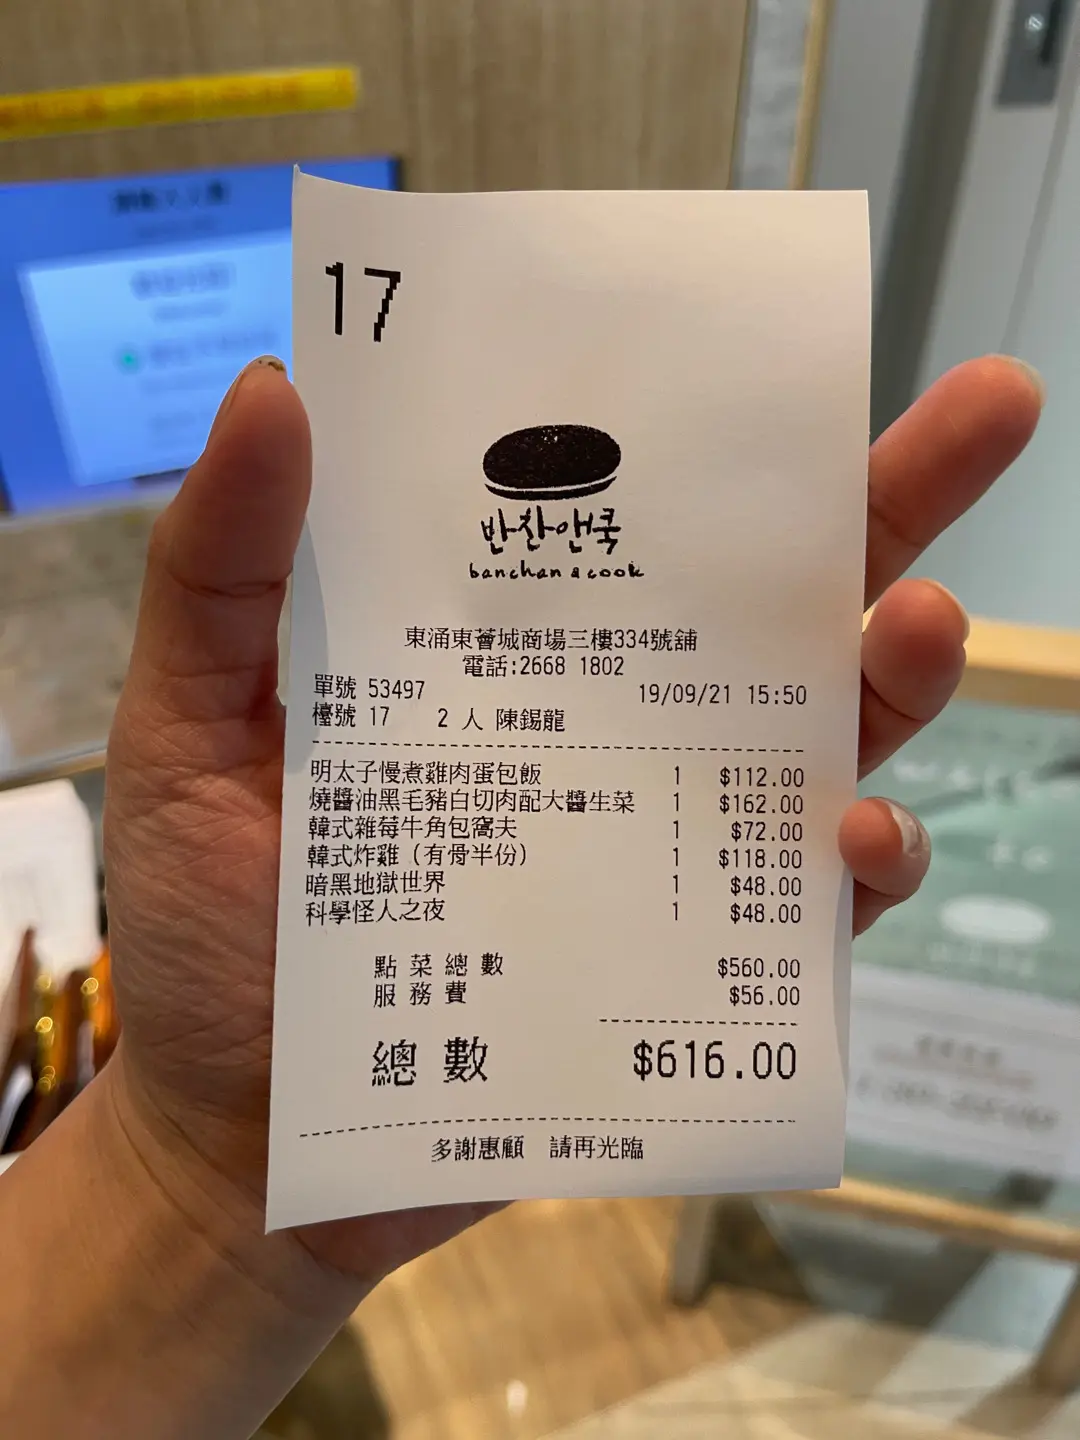 17
반찬앤쿡
banchan & cook
東涌東薈城商場三樓334號舖
電話:2668 1802
單號 53497 19/09/21 15:50
檯號 17 2 人 陳錫龍
明太子慢煮雞肉蛋包飯 1 $112.00
燒醬油黑毛豬白切肉配大醬生菜 1 $162.00
韓式雜莓牛角包窩夫 1 $72.00
韓式炸雞（有骨半份） 1 $118.00
暗黑地獄世界 1 $48.00
科學怪人之夜 1 $48.00
點菜總數 $560.00
服務費 $56.00
總數 $616.00
多謝惠顧 請再光臨